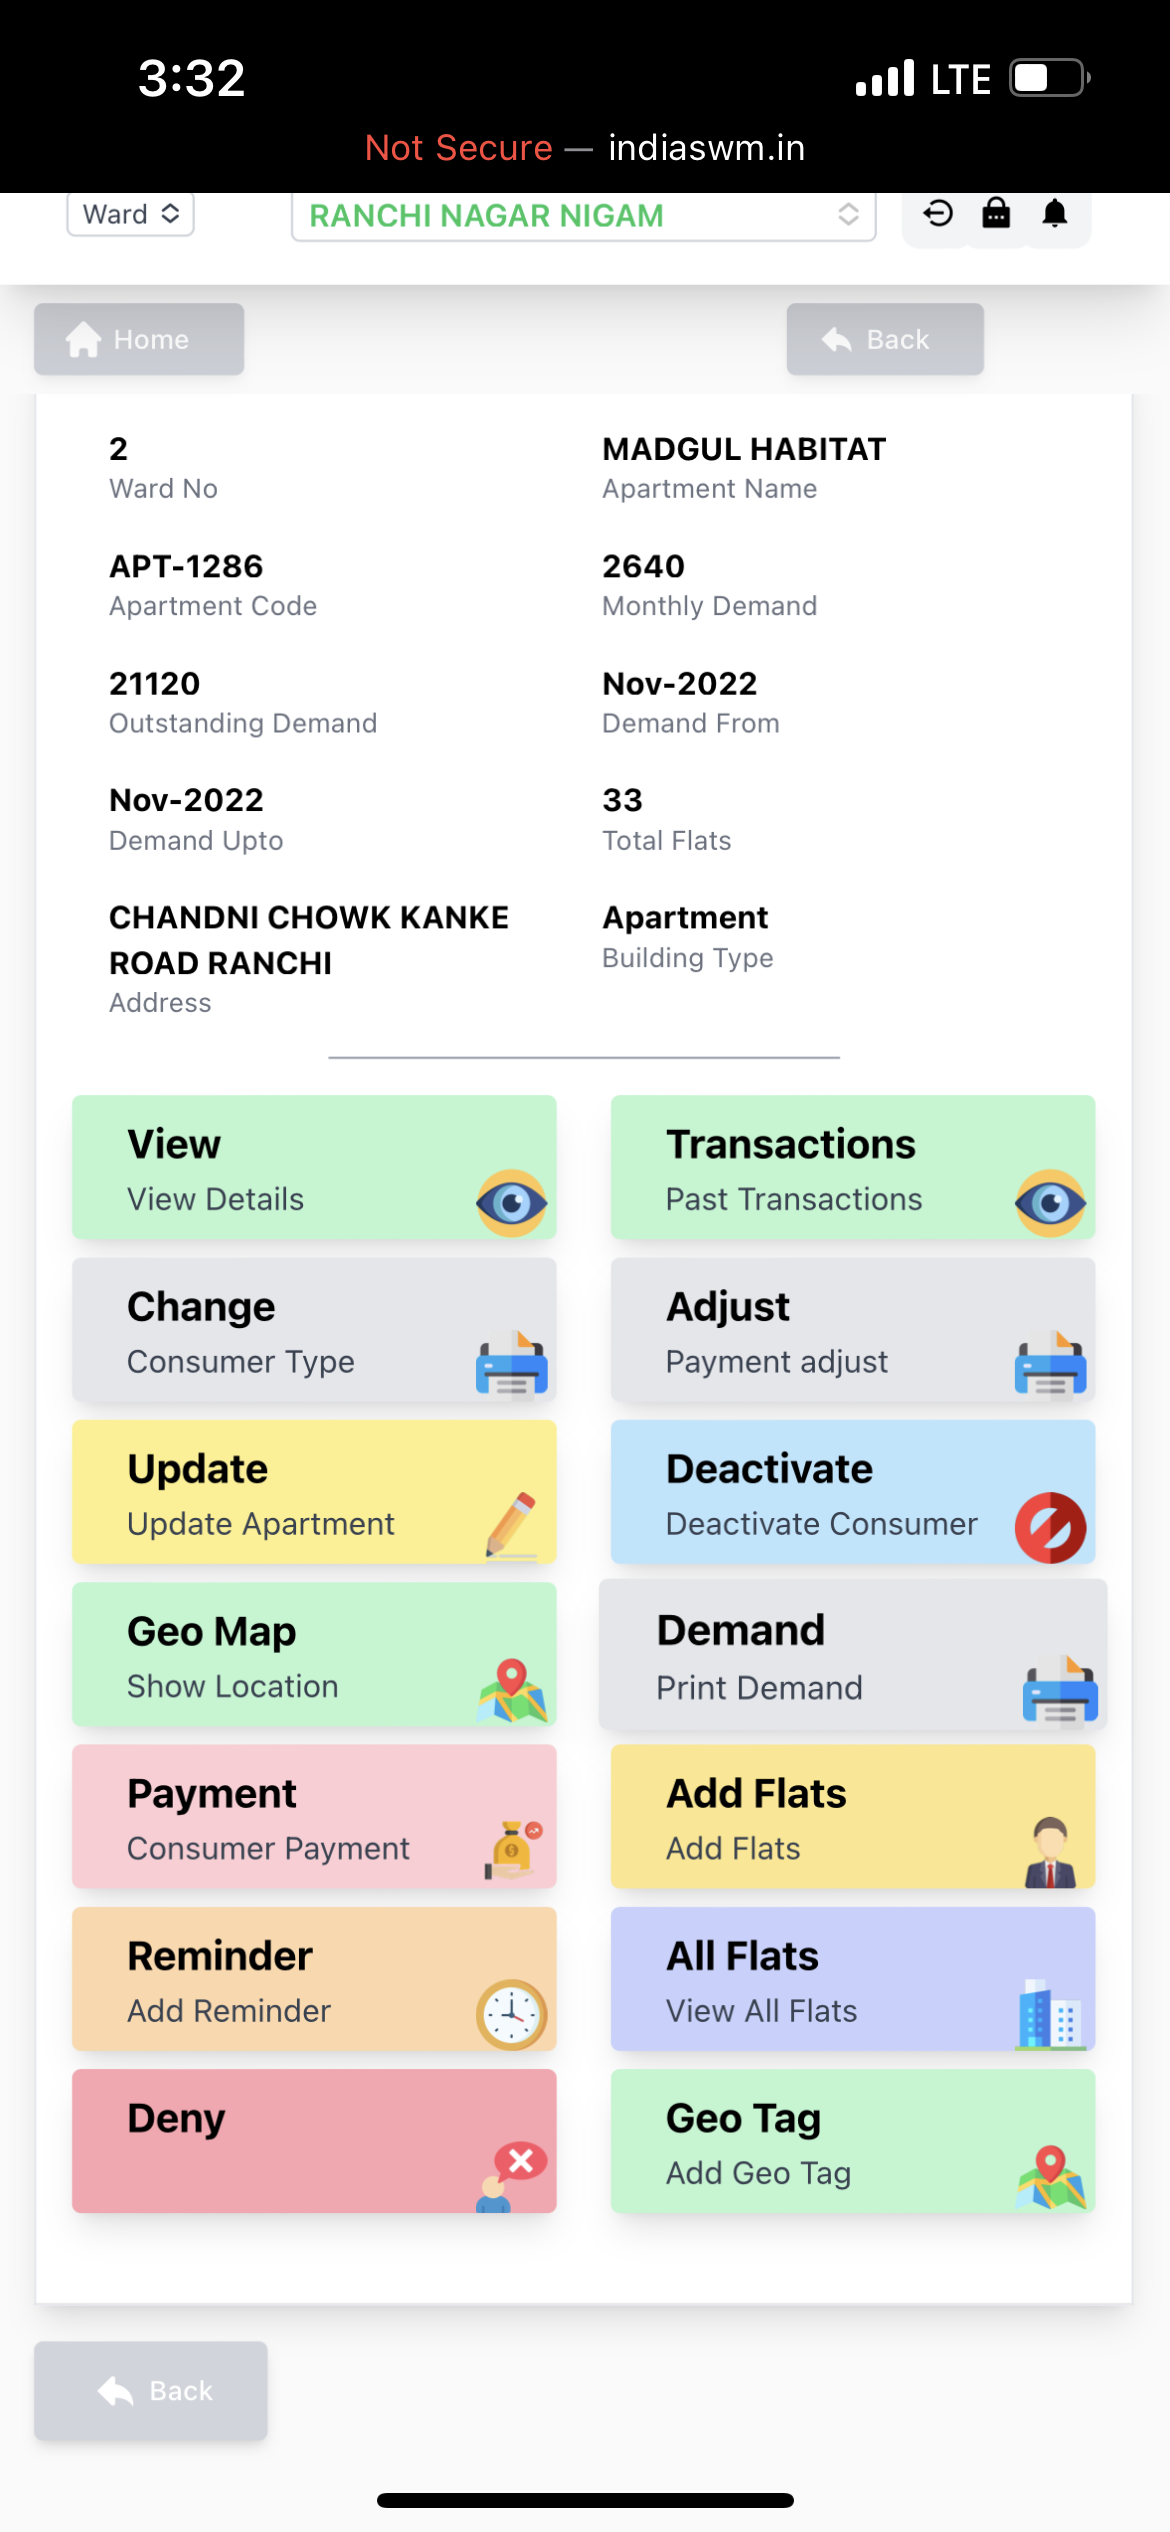 3:32
LTE
Not Secure — indiaswm.in
Ward
RANCHI NAGAR NIGAM
Home
Back
2
Ward No
MADGUL HABITAT
Apartment Name
APT-1286
Apartment Code
2640
Monthly Demand
21120
Outstanding Demand
Nov-2022
Demand From
Nov-2022
Demand Upto
33
Total Flats
CHANDNI CHOWK KANKE
ROAD RANCHI
Address
Apartment
Building Type
View
View Details
Transactions
Past Transactions
Change
Consumer Type
Adjust
Payment adjust
Update
Update Apartment
Deactivate
Deactivate Consumer
Geo Map
Show Location
Demand
Print Demand
Payment
Consumer Payment
Add Flats
Add Flats
Reminder
Add Reminder
All Flats
View All Flats
Deny
Geo Tag
Add Geo Tag
Back